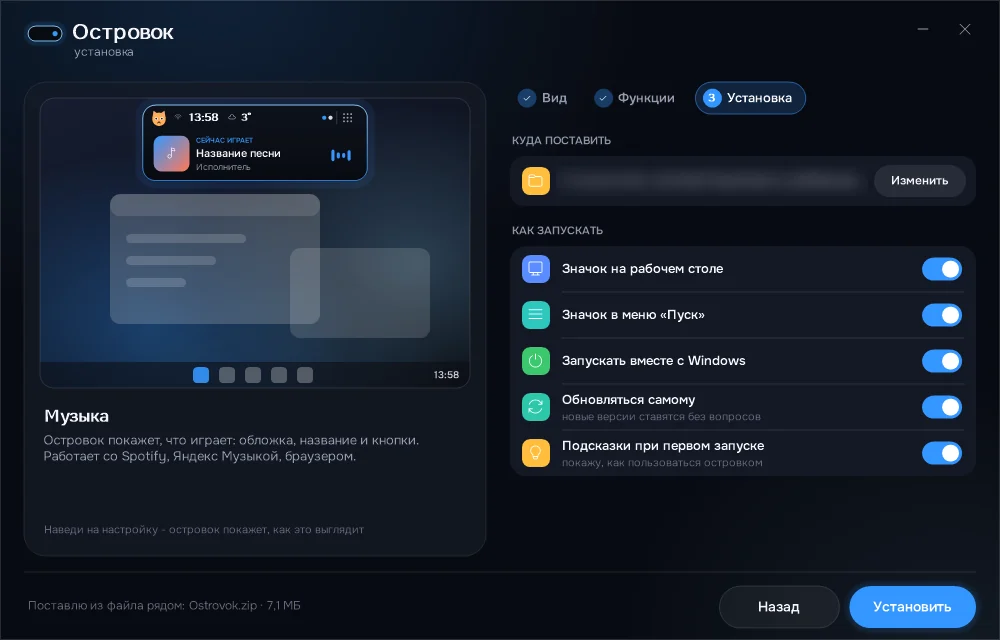 Островок
установка
13:58 3°
СЕЙЧАС ИГРАЕТ
Название песни
Исполнитель
13:58
Музыка
Островок покажет, что играет: обложка, название и кнопки.
Работает со Spotify, Яндекс Музыкой, браузером.
Наведи на настройку - островок покажет, как это выглядит
Вид
Функции
3 Установка
КУДА ПОСТАВИТЬ
Изменить
КАК ЗАПУСКАТЬ
Значок на рабочем столе
Значок в меню «Пуск»
Запускать вместе с Windows
Обновляться самому
новые версии ставятся без вопросов
Подсказки при первом запуске
покажу, как пользоваться островком
Поставлю из файла рядом: Ostrovok.zip · 7,1 МБ
Назад
Установить